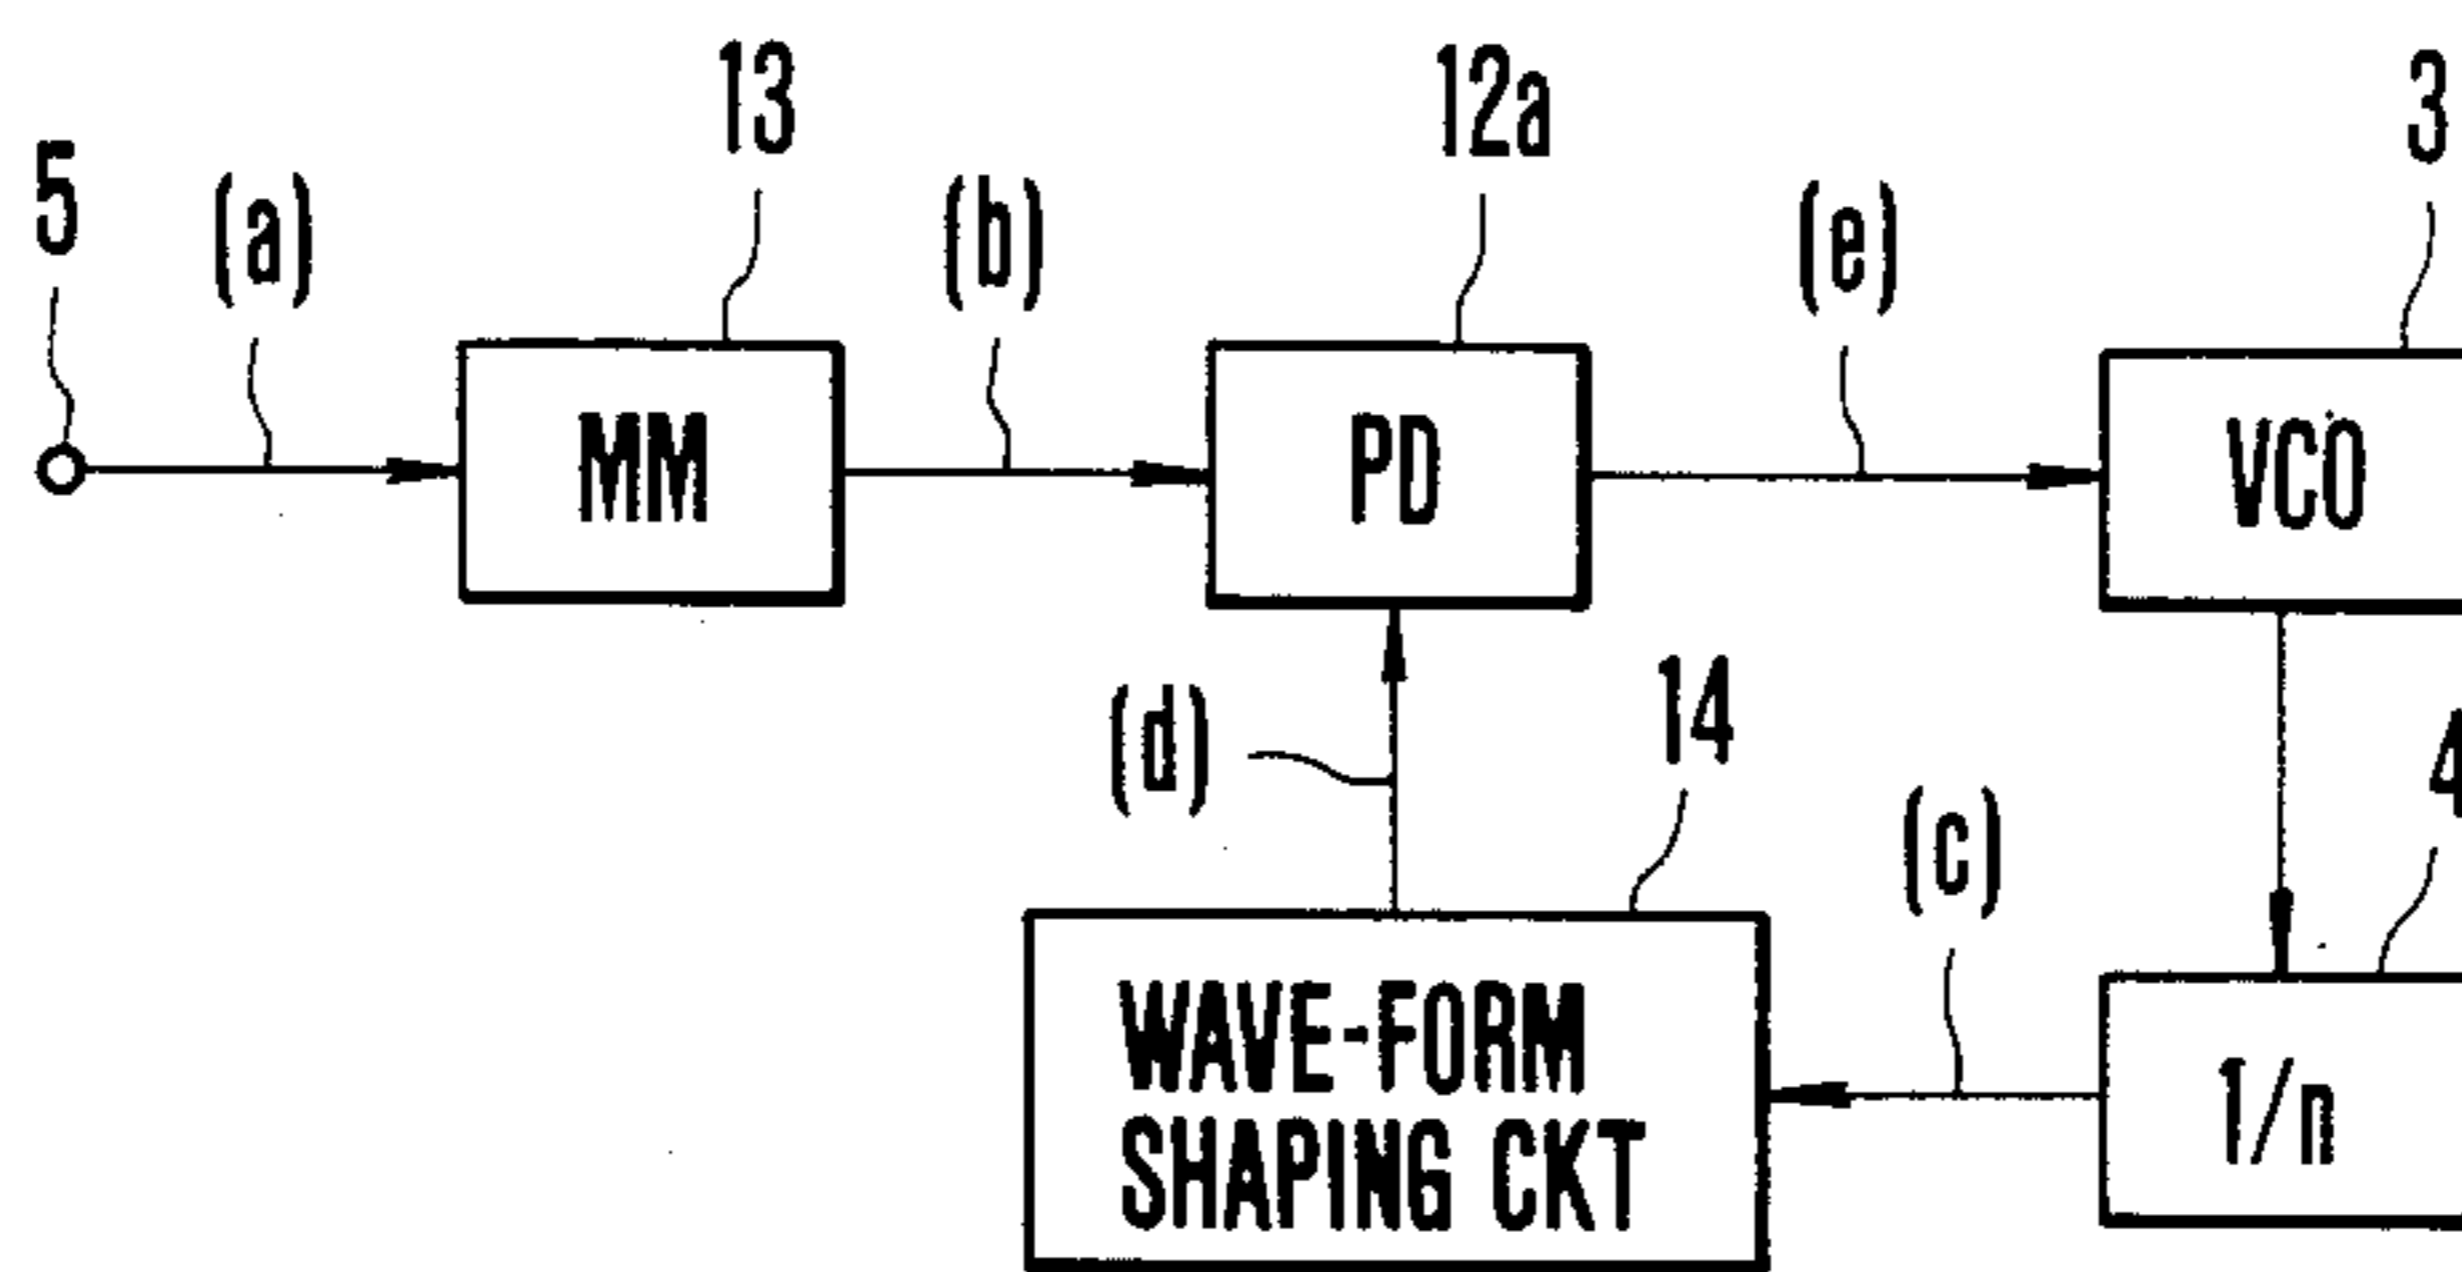 5
(a)
13
(b)
12a
(e)
3
MM
PD
VCO
(d)
14
(c)
4
WAVE-FORM
SHAPING CKT
1/n